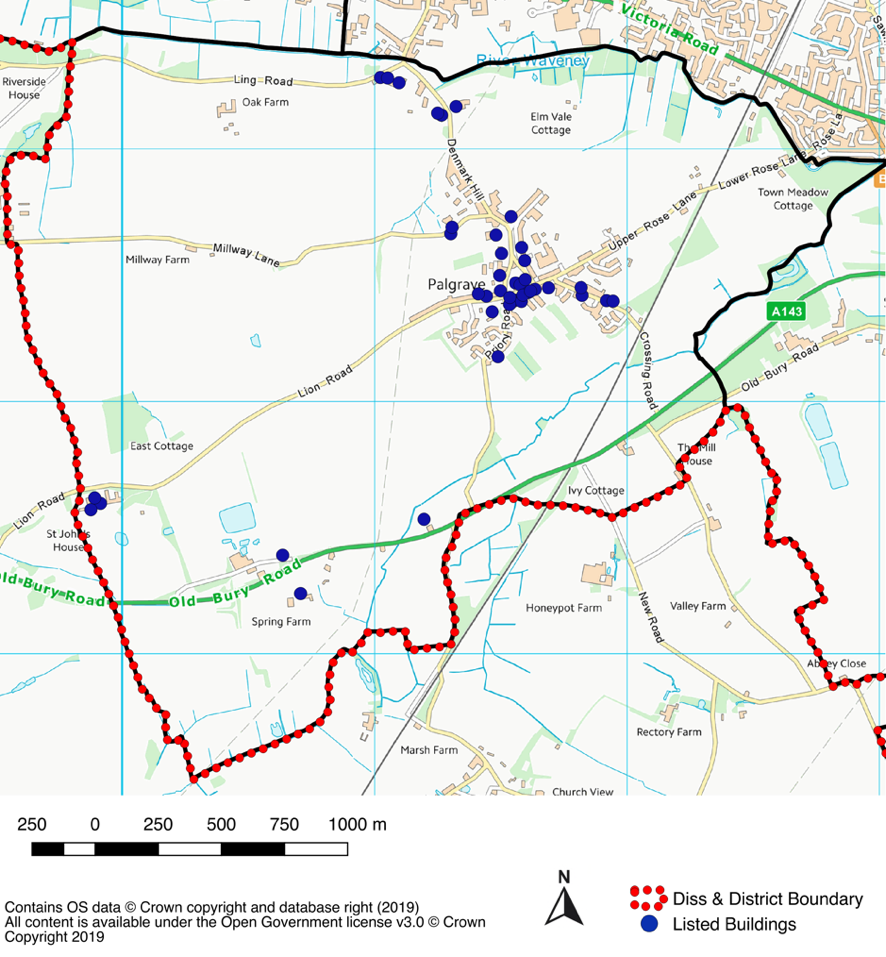 Victoria Road
Saw
River Waveney
Riverside
House
Ling Road
Oak Farm
Elm Vale
Cottage
Denmark Hill
Rose La
Lower Rose Lane
Town Meadow
Cottage
Upper Rose Lane
Millway Lane
Millway Farm
Palgrave
A143
Priory Road
Crossing Road
Old Bury Road
Lion Road
East Cottage
The Mill
House
Lion Road
Ivy Cottage
St John's
House
Old Bury Road
Old Bury Road
Spring Farm
Honeypot Farm
New Road
Valley Farm
Abbey Close
Rectory Farm
Marsh Farm
Church View
250 0 250 500 750 1000 m
N
Diss & District Boundary
Listed Buildings
Contains OS data © Crown copyright and database right (2019)
All content is available under the Open Government license v3.0 © Crown
Copyright 2019